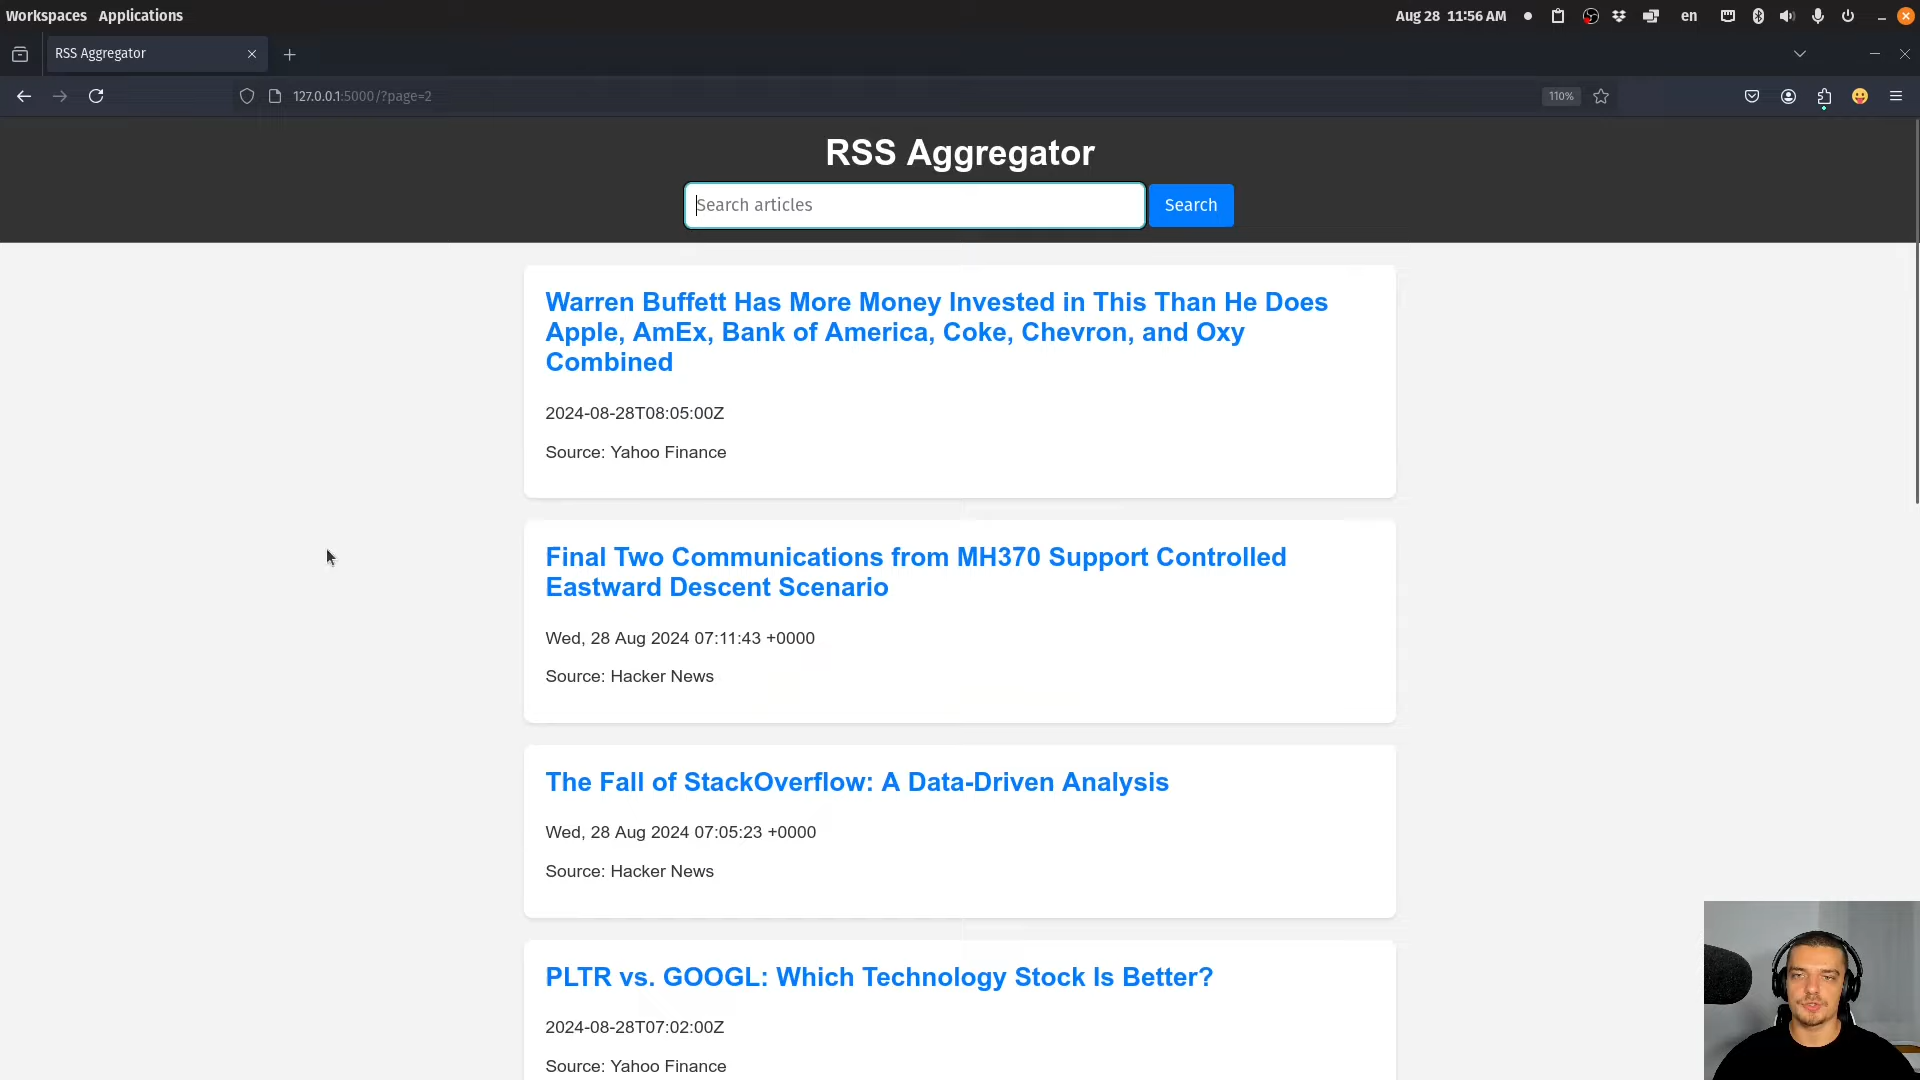 Workspaces Applications
Aug 28 11:56 AM
en
RSS Aggregator
127.0.0.1:5000/?page=2
110%
RSS Aggregator
Search articles
Search
Warren Buffett Has More Money Invested in This Than He Does
Apple, AmEx, Bank of America, Coke, Chevron, and Oxy
Combined
2024-08-28T08:05:00Z
Source: Yahoo Finance
Final Two Communications from MH370 Support Controlled
Eastward Descent Scenario
Wed, 28 Aug 2024 07:11:43 +0000
Source: Hacker News
The Fall of StackOverflow: A Data-Driven Analysis
Wed, 28 Aug 2024 07:05:23 +0000
Source: Hacker News
PLTR vs. GOOGL: Which Technology Stock Is Better?
2024-08-28T07:02:00Z
Source: Yahoo Finance